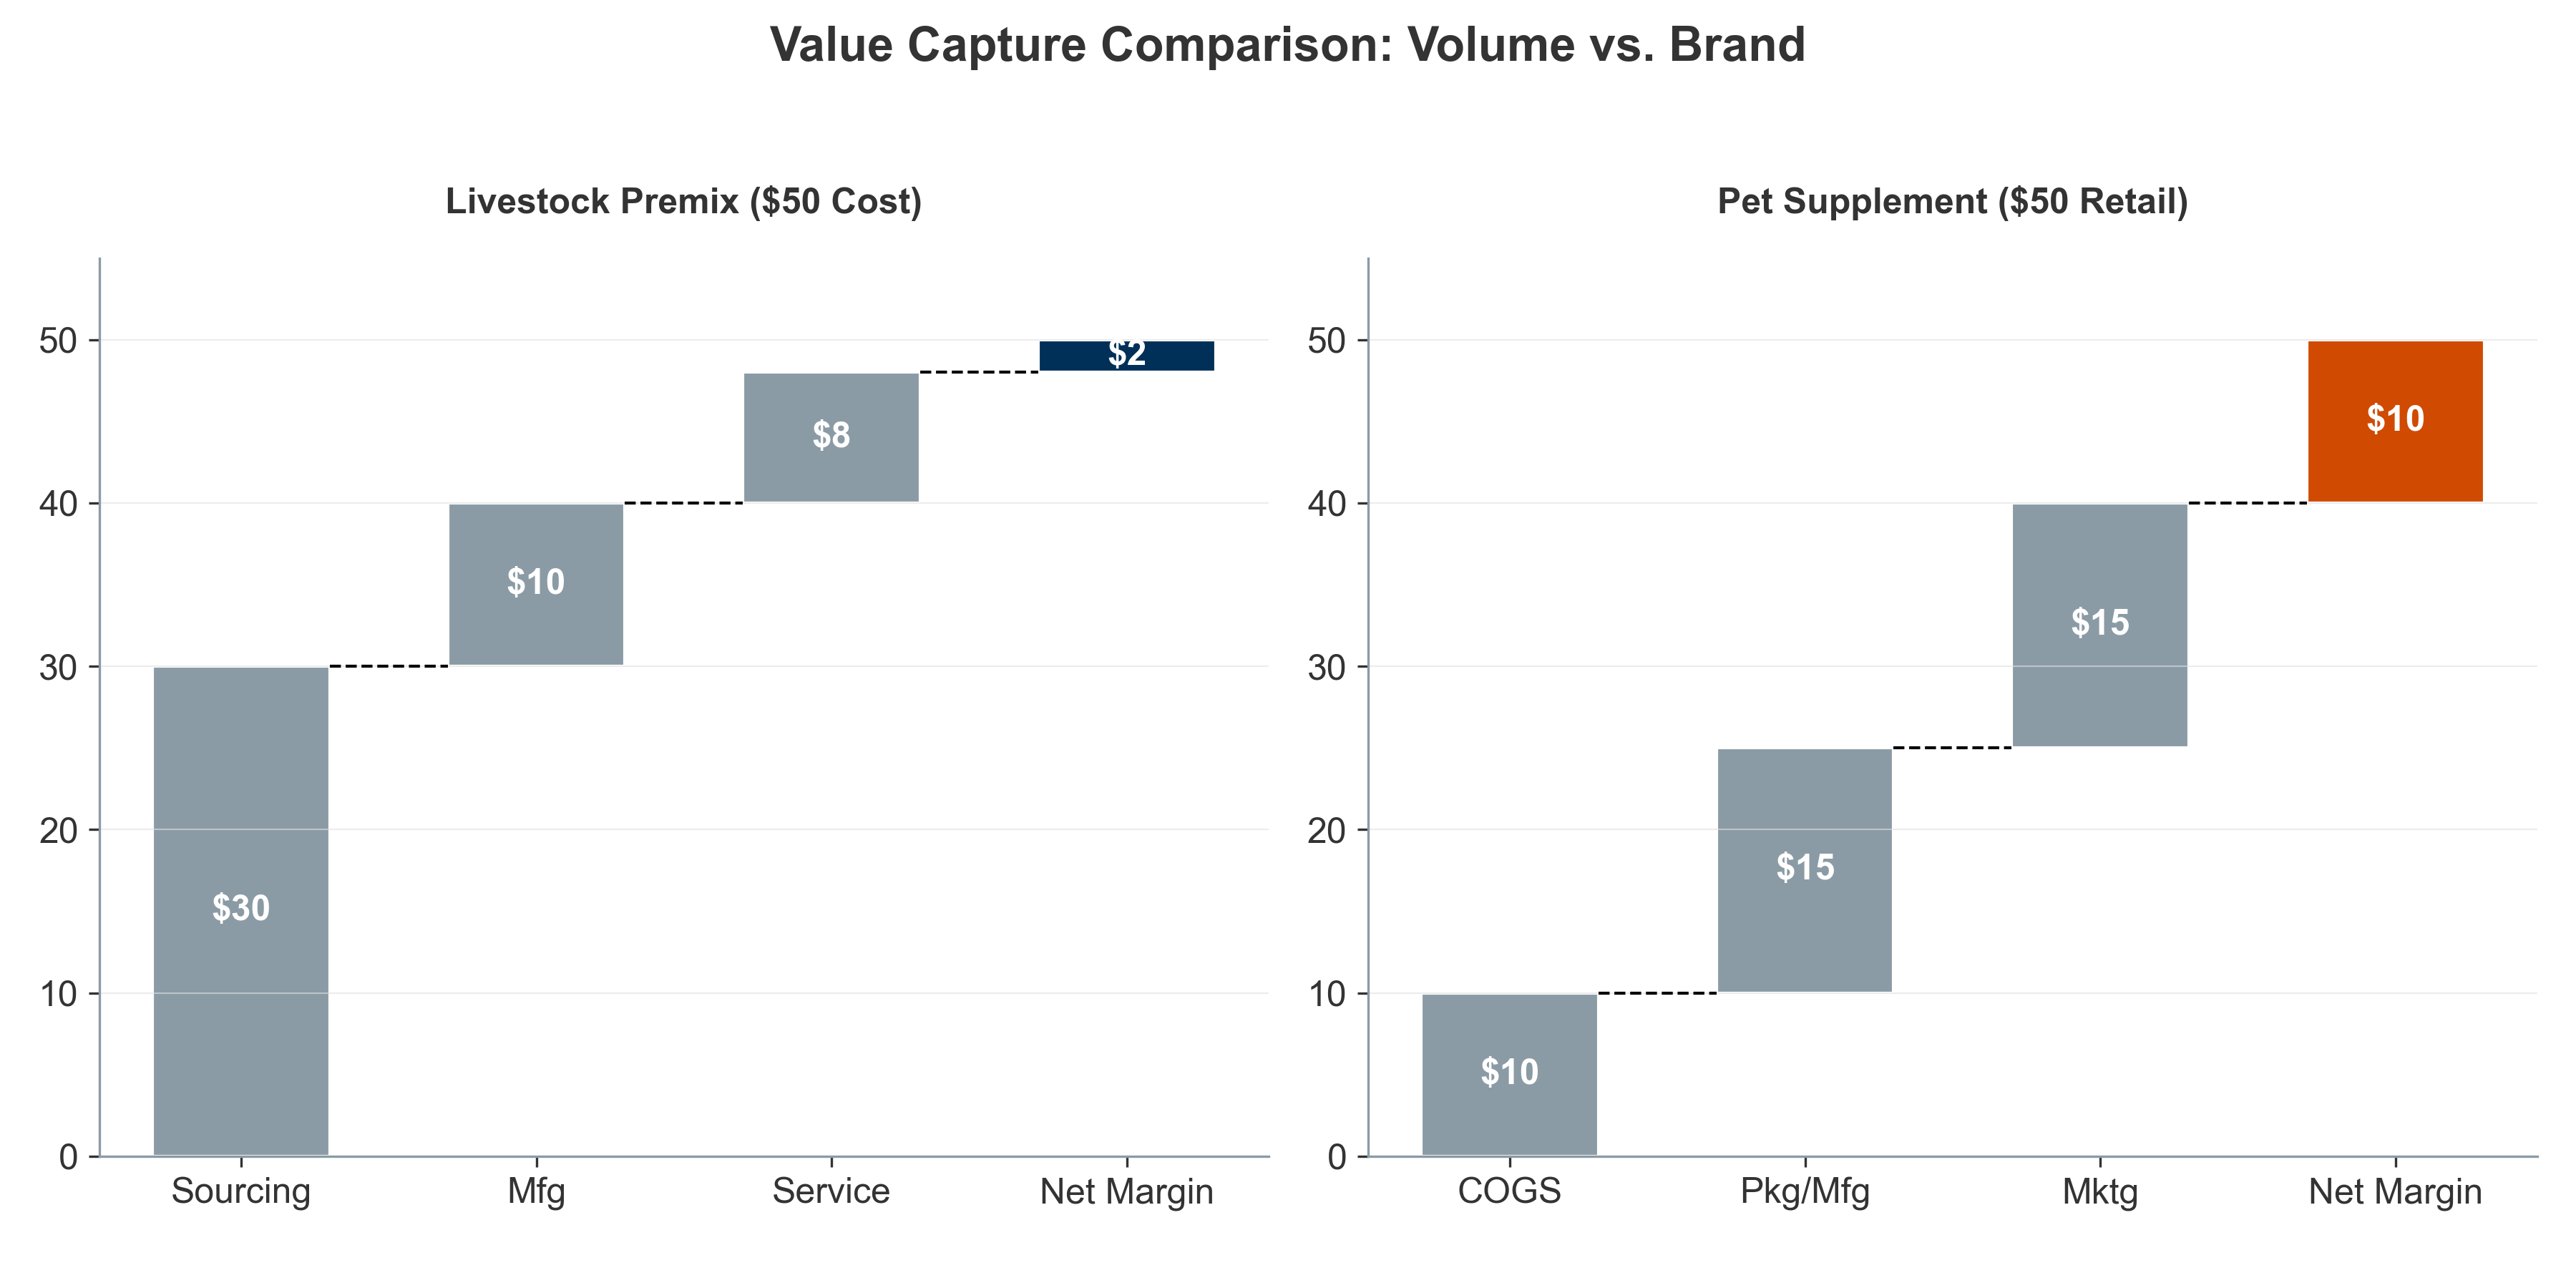 Value Capture Comparison: Volume vs. Brand
Livestock Premix ($50 Cost)
50
40
30
20
10
0
$30
$10
$8
$2
Sourcing
Mfg
Service
Net Margin
Pet Supplement ($50 Retail)
50
40
30
20
10
0
$10
$15
$15
$10
COGS
Pkg/Mfg
Mktg
Net Margin